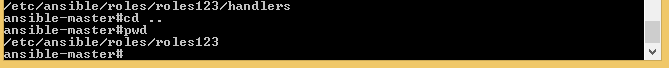 /etc/ansible/roles/roles123/handlers
ansible-master#cd ..
ansible-master#pwd
/etc/ansible/roles/roles123
ansible-master#